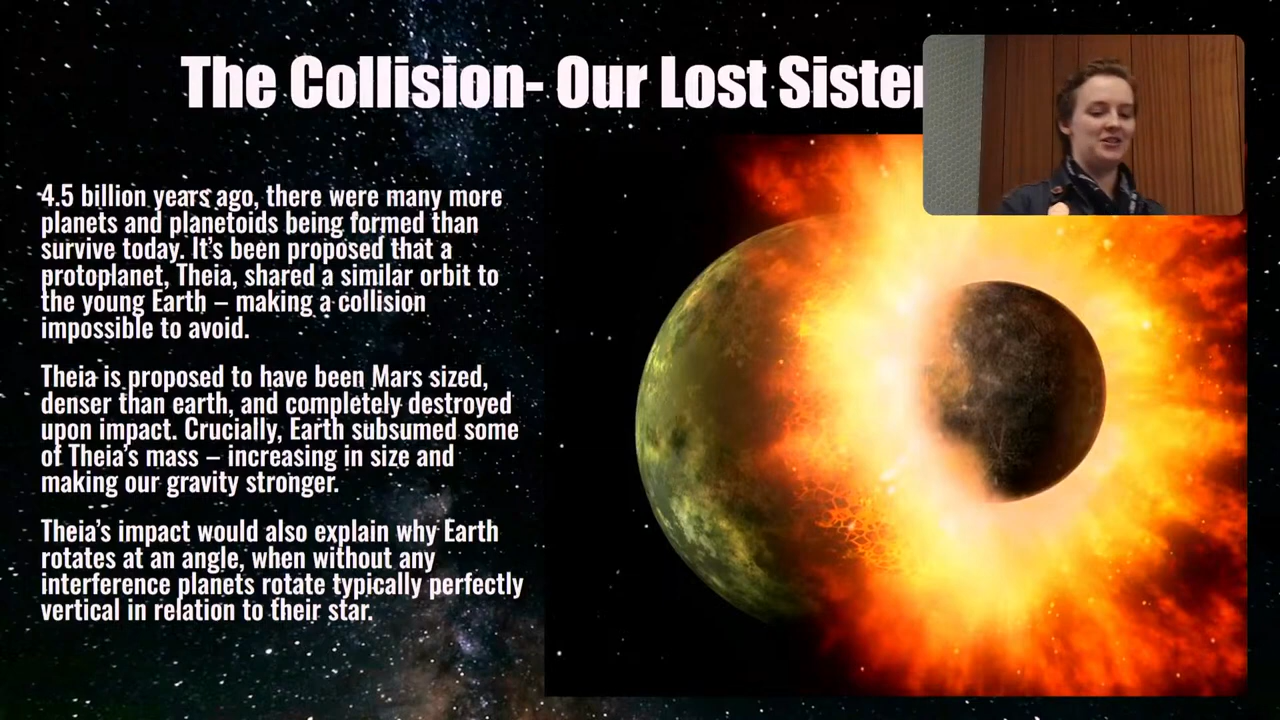 The Collision- Our Lost Sister
4.5 billion years ago, there were many more
planets and planetoids being formed than
survive today. It's been proposed that a
protoplanet, Theia, shared a similar orbit to
the young Earth – making a collision
impossible to avoid.
Theia is proposed to have been Mars sized,
denser than earth, and completely destroyed
upon impact. Crucially, Earth subsumed some
of Theia's mass – increasing in size and
making our gravity stronger.
Theia's impact would also explain why Earth
rotates at an angle, when without any
interference planets rotate typically perfectly
vertical in relation to their star.